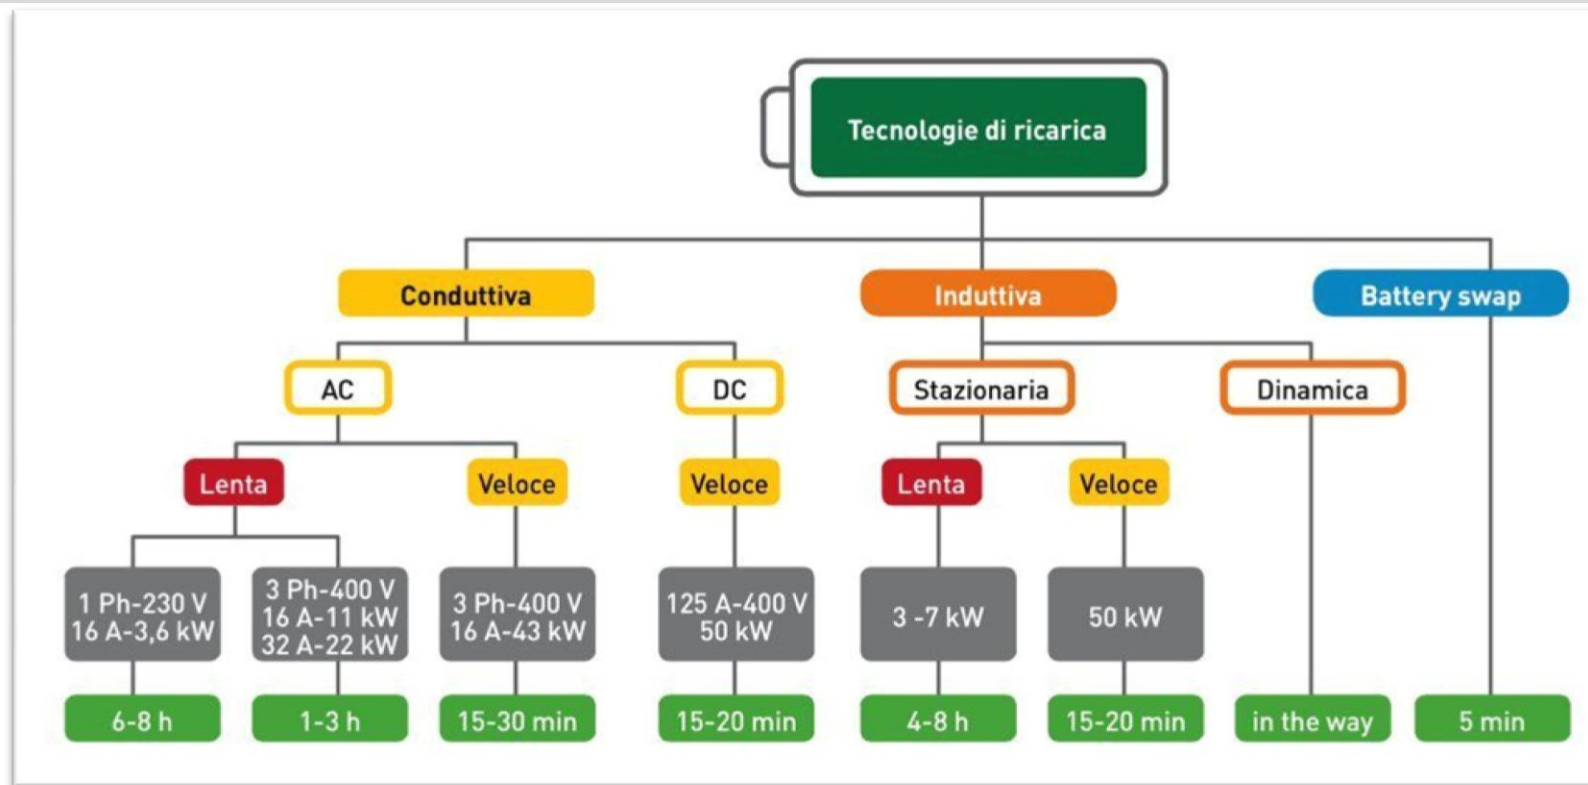 Tecnologie di ricarica
Conduttiva
Induttiva
Battery swap
AC
DC
Stazionaria
Dinamica
Lenta
Veloce
Veloce
Lenta
Veloce
1 Ph-230 V
16 A-3,6 kW
3 Ph-400 V
16 A-11 kW
32 A-22 kW
3 Ph-400 V
16 A-43 kW
125 A-400 V
50 kW
3 -7 kW
50 kW
6-8 h
1-3 h
15-30 min
15-20 min
4-8 h
15-20 min
in the way
5 min